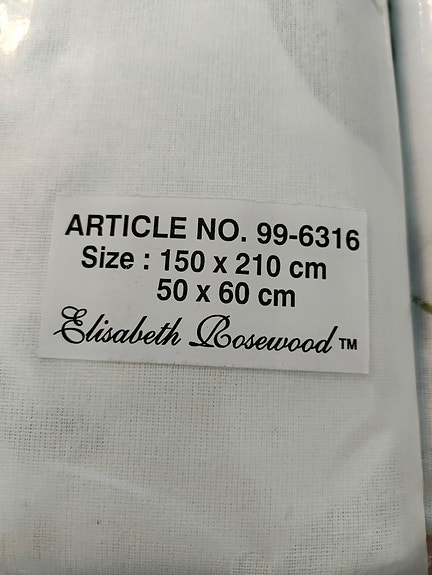 ARTICLE NO. 99-6316
Size : 150 x 210 cm
50 x 60 cm
Elisabeth Rosewood™